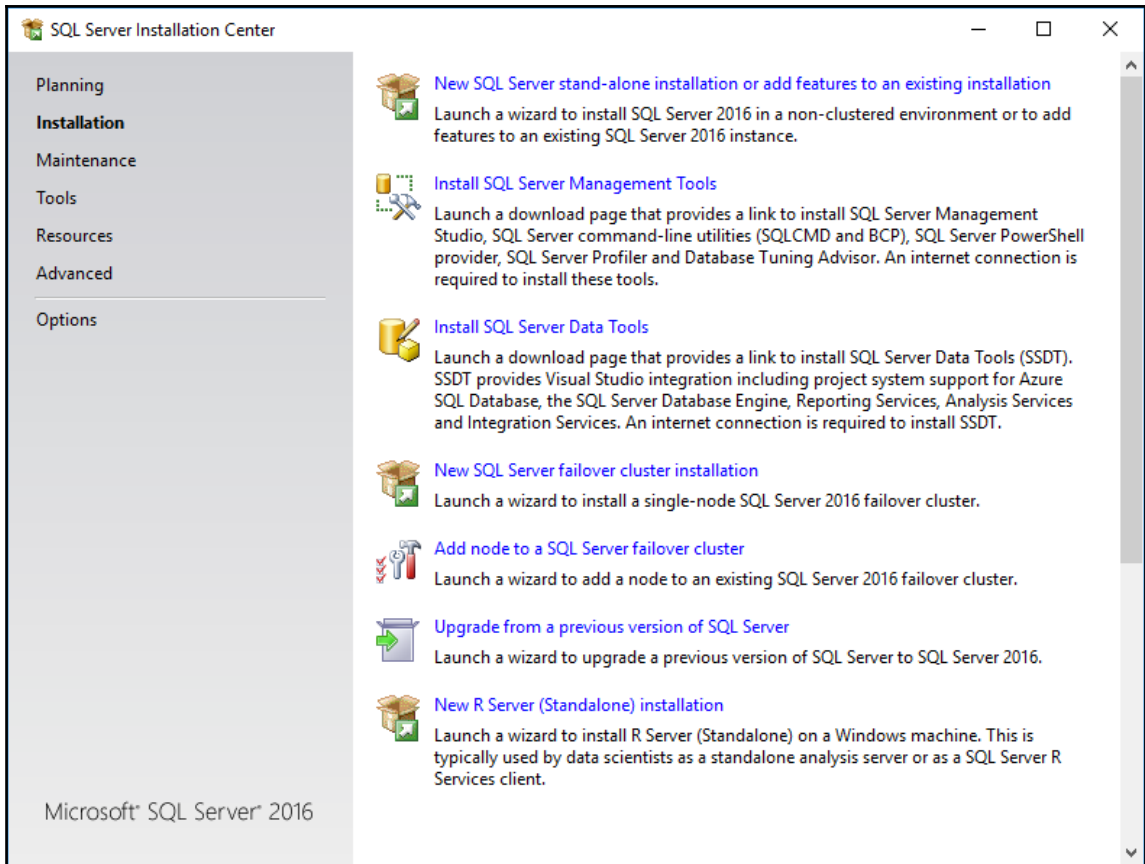 SQL Server Installation Center
Planning
Installation
Maintenance
Tools
Resources
Advanced
Options
Microsoft® SQL Server® 2016
New SQL Server stand-alone installation or add features to an existing installation
Launch a wizard to install SQL Server 2016 in a non-clustered environment or to add
features to an existing SQL Server 2016 instance.
Install SQL Server Management Tools
Launch a download page that provides a link to install SQL Server Management
Studio, SQL Server command-line utilities (SQLCMD and BCP), SQL Server PowerShell
provider, SQL Server Profiler and Database Tuning Advisor. An internet connection is
required to install these tools.
Install SQL Server Data Tools
Launch a download page that provides a link to install SQL Server Data Tools (SSDT).
SSDT provides Visual Studio integration including project system support for Azure
SQL Database, the SQL Server Database Engine, Reporting Services, Analysis Services
and Integration Services. An internet connection is required to install SSDT.
New SQL Server failover cluster installation
Launch a wizard to install a single-node SQL Server 2016 failover cluster.
Add node to a SQL Server failover cluster
Launch a wizard to add a node to an existing SQL Server 2016 failover cluster.
Upgrade from a previous version of SQL Server
Launch a wizard to upgrade a previous version of SQL Server to SQL Server 2016.
New R Server (Standalone) installation
Launch a wizard to install R Server (Standalone) on a Windows machine. This is
typically used by data scientists as a standalone analysis server or as a SQL Server R
Services client.